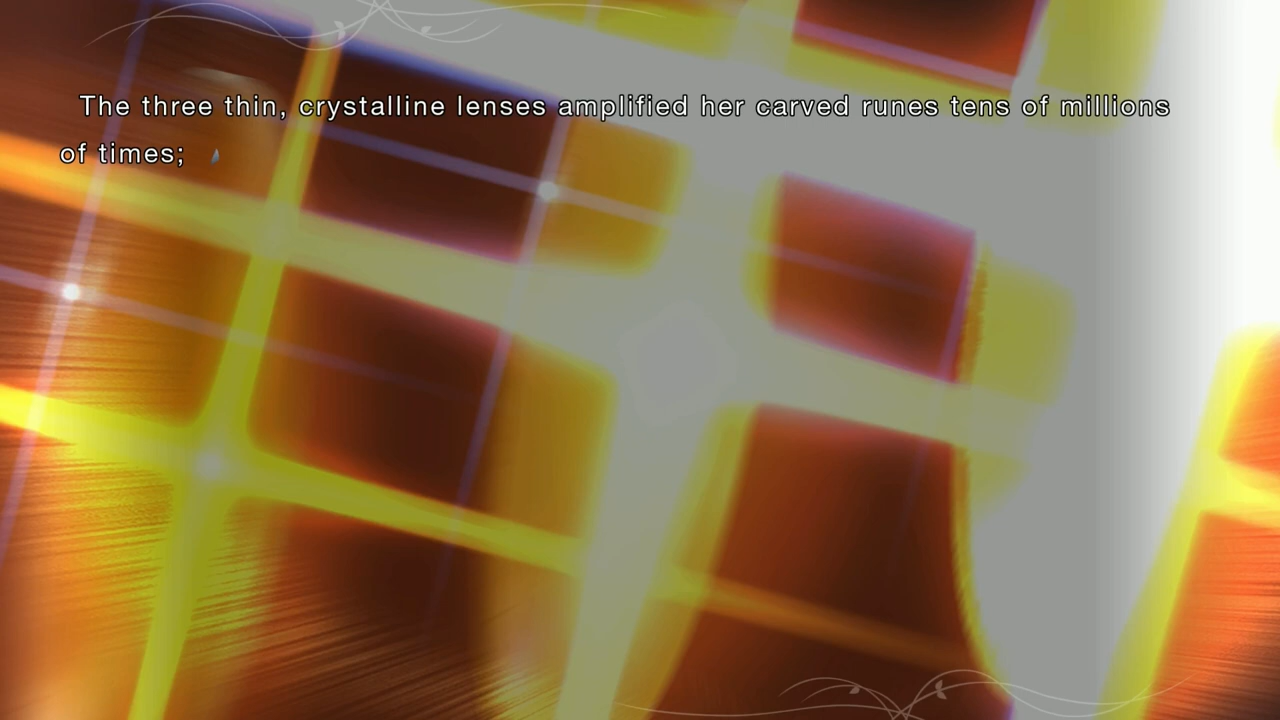 The three thin, crystalline lenses amplified her carved runes tens of millions
of times;